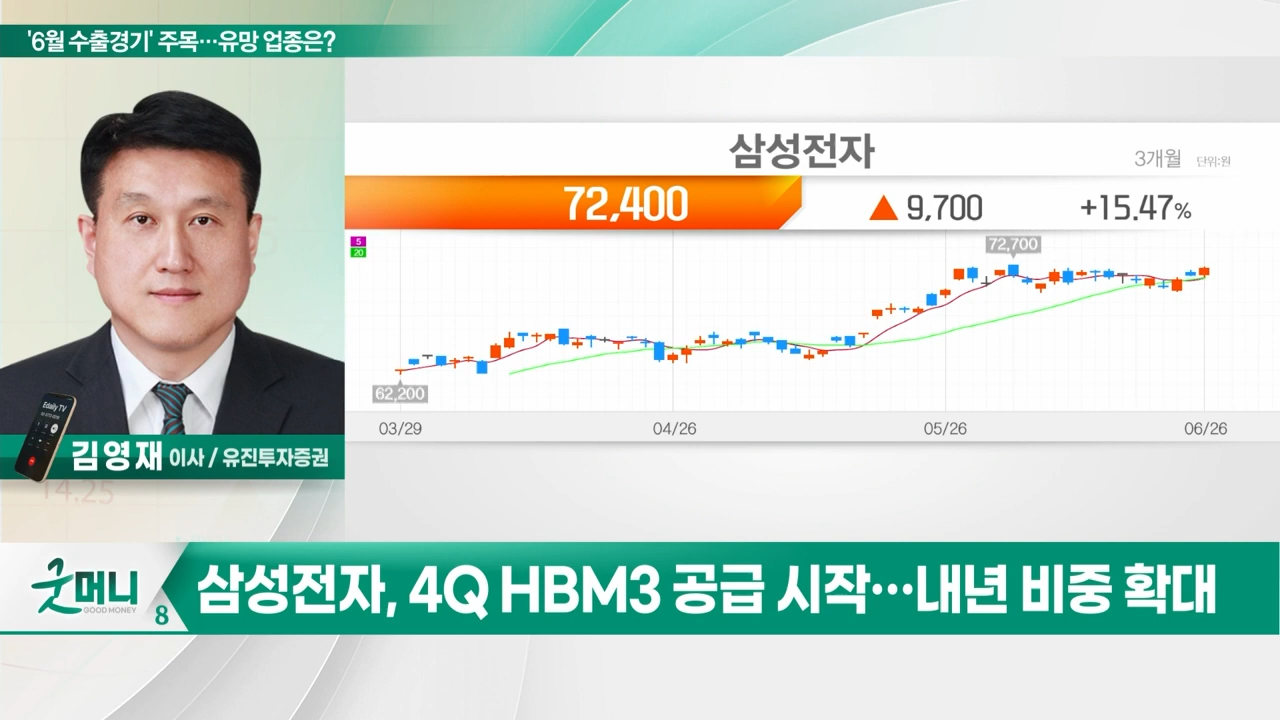 '6월 수출경기' 주목…유망 업종은?
삼성전자
3개월 단위:원
72,400 ▲ 9,700 +15.47%
5
20
72,700
62,200
03/29 04/26 05/26 06/26
Edaily TV
김영재 이사 / 유진투자증권
14.25
굿머니
GOOD MONEY
8
삼성전자, 4Q HBM3 공급 시작…내년 비중 확대